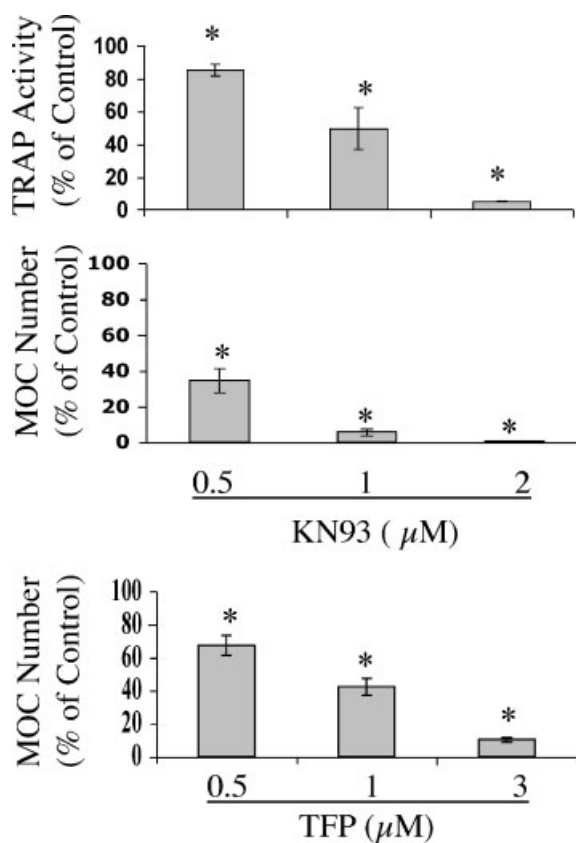 TRAP Activity
(% of Control)
100
80
60
40
20
0
*
*
*
MOC Number
(% of Control)
100
80
60
40
20
0
*
*
*
0.5 1 2
KN93 ( µM)
MOC Number
(% of Control)
100
80
60
40
20
0
*
*
*
0.5 1 3
TFP (µM)